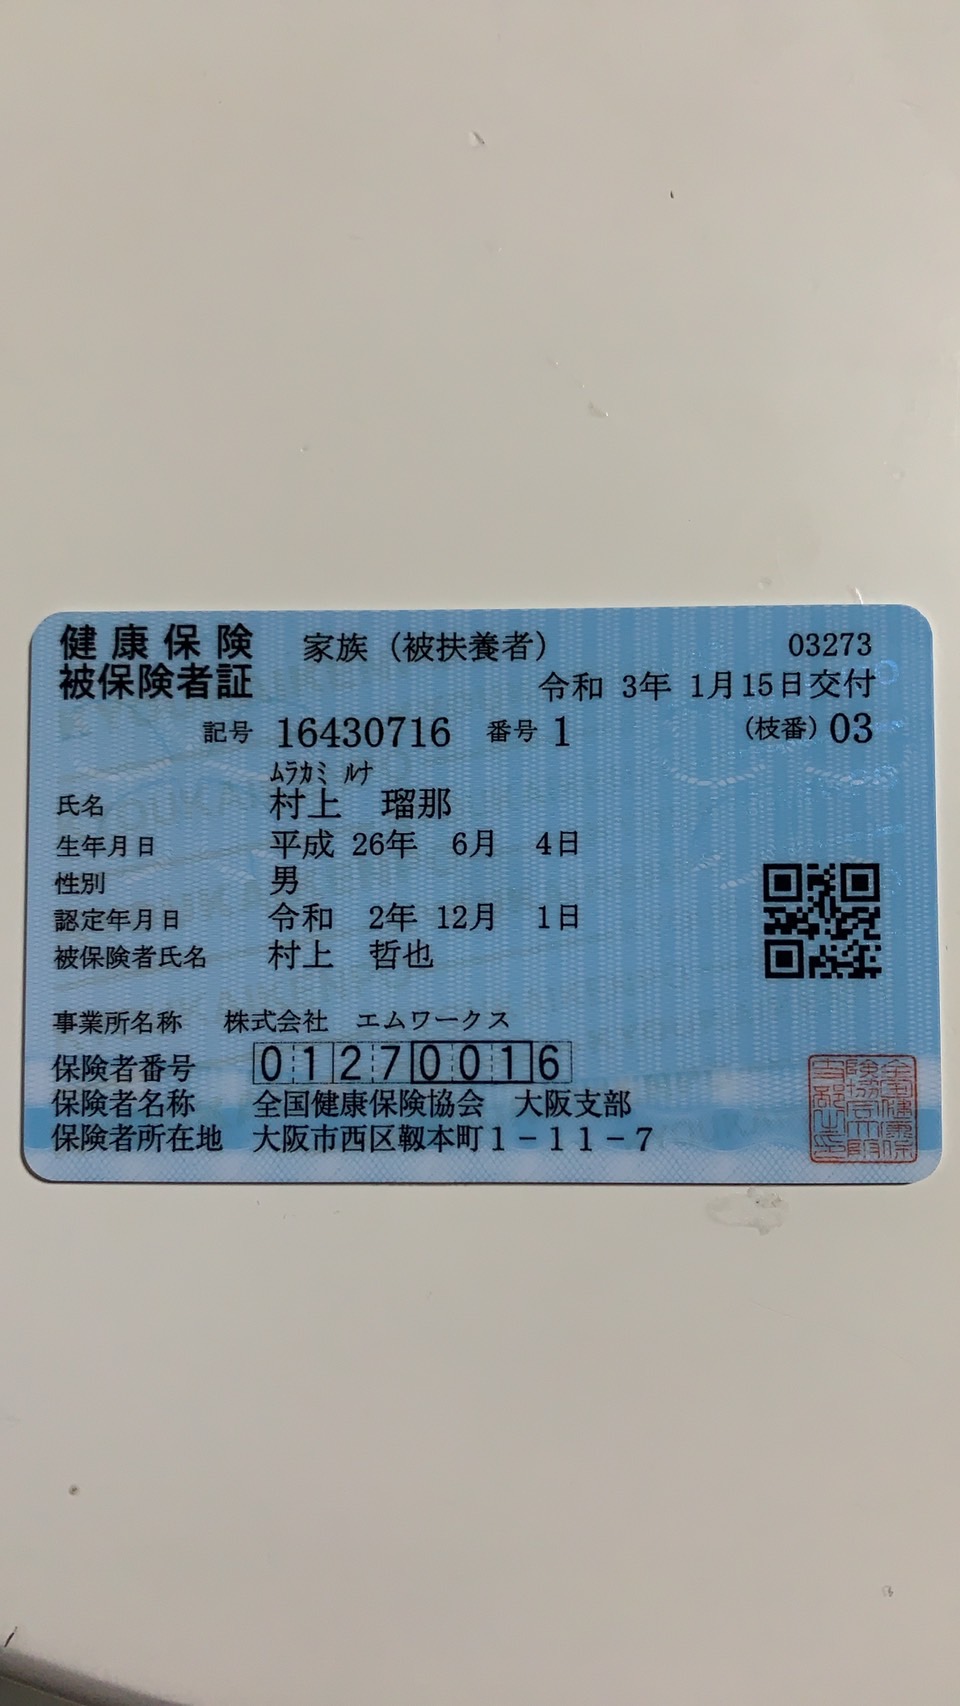 健康保険 家族（被扶養者） 03273
被保険者証 令和 3年 1月15日交付
記号 16430716 番号 1 （枝番） 03
ﾑﾗｶﾐ ﾙﾅ
氏名 村上 瑠那
生年月日 平成 26年 6月 4日
性別 男
認定年月日 令和 2年 12月 1日
被保険者氏名 村上 哲也
事業所名称 株式会社 エムワークス
保険者番号 01270016
保険者名称 全国健康保険協会 大阪支部
保険者所在地 大阪市西区靱本町１－１１－７